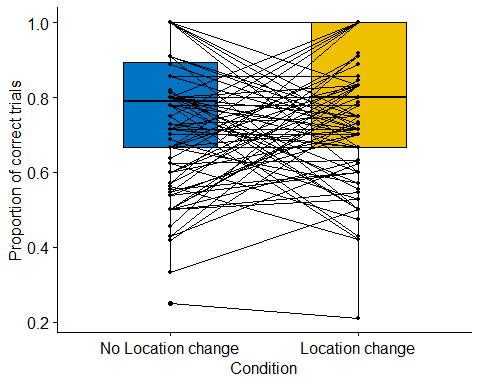 1.0
0.8
0.6
0.4
0.2
Proportion of correct trials
No Location change
Location change
Condition